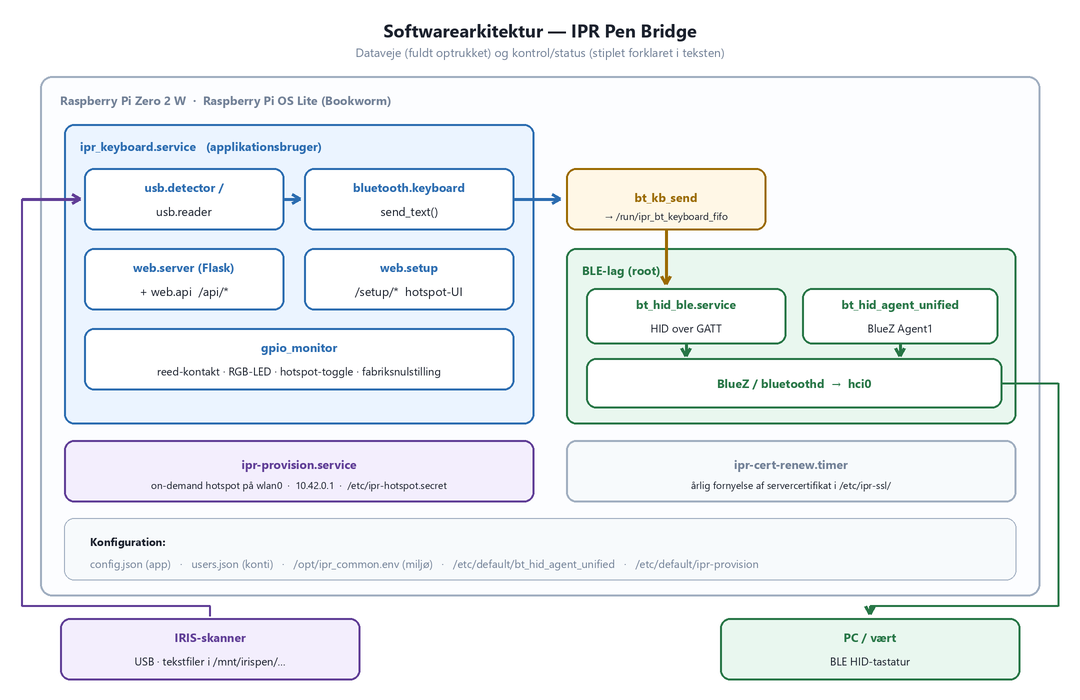 Softwarearkitektur — IPR Pen Bridge
Dataveje (fuldt optrukket) og kontrol/status (stiplet forklaret i teksten)
Raspberry Pi Zero 2 W · Raspberry Pi OS Lite (Bookworm)
ipr_keyboard.service (applikationsbruger)
usb.detector /
usb.reader
bluetooth.keyboard
send_text()
bt_kb_send
→ /run/ipr_bt_keyboard_fifo
web.server (Flask)
+ web.api /api/*
web.setup
/setup/* hotspot-UI
gpio_monitor
reed-kontakt · RGB-LED · hotspot-toggle · fabriksnulstilling
BLE-lag (root)
bt_hid_ble.service
HID over GATT
bt_hid_agent_unified
BlueZ Agent1
BlueZ / bluetoothd → hci0
ipr-provision.service
on-demand hotspot på wlan0 · 10.42.0.1 · /etc/ipr-hotspot.secret
ipr-cert-renew.timer
årlig fornyelse af servercertifikat i /etc/ipr-ssl/
Konfiguration:
config.json (app) · users.json (konti) · /opt/ipr_common.env (miljø) · /etc/default/bt_hid_agent_unified · /etc/default/ipr-provision
IRIS-skanner
USB · tekstfiler i /mnt/irispen/...
PC / vært
BLE HID-tastatur